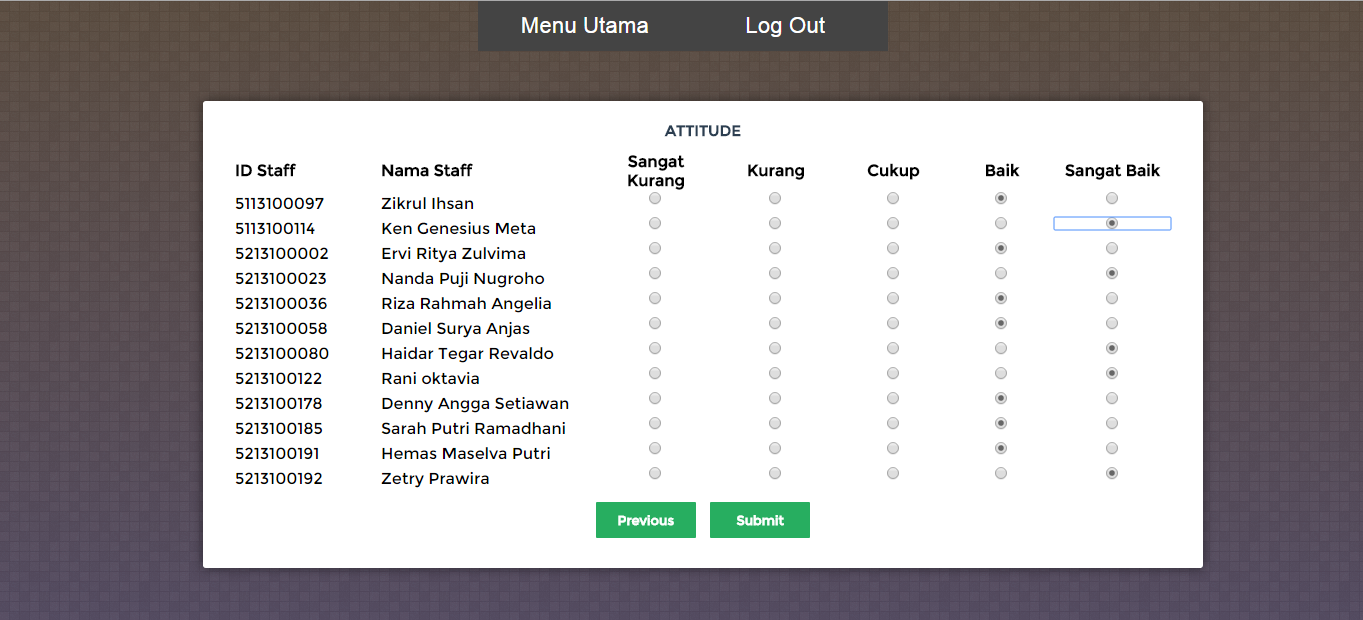 Menu Utama Log Out
ATTITUDE
ID Staff Nama Staff Sangat Kurang Kurang Cukup Baik Sangat Baik
5113100097 Zikrul Ihsan
5113100114 Ken Genesius Meta
5213100002 Ervi Ritya Zulvima
5213100023 Nanda Puji Nugroho
5213100036 Riza Rahmah Angelia
5213100058 Daniel Surya Anjas
5213100080 Haidar Tegar Revaldo
5213100122 Rani oktavia
5213100178 Denny Angga Setiawan
5213100185 Sarah Putri Ramadhani
5213100191 Hemas Maselva Putri
5213100192 Zetry Prawira
Previous Submit